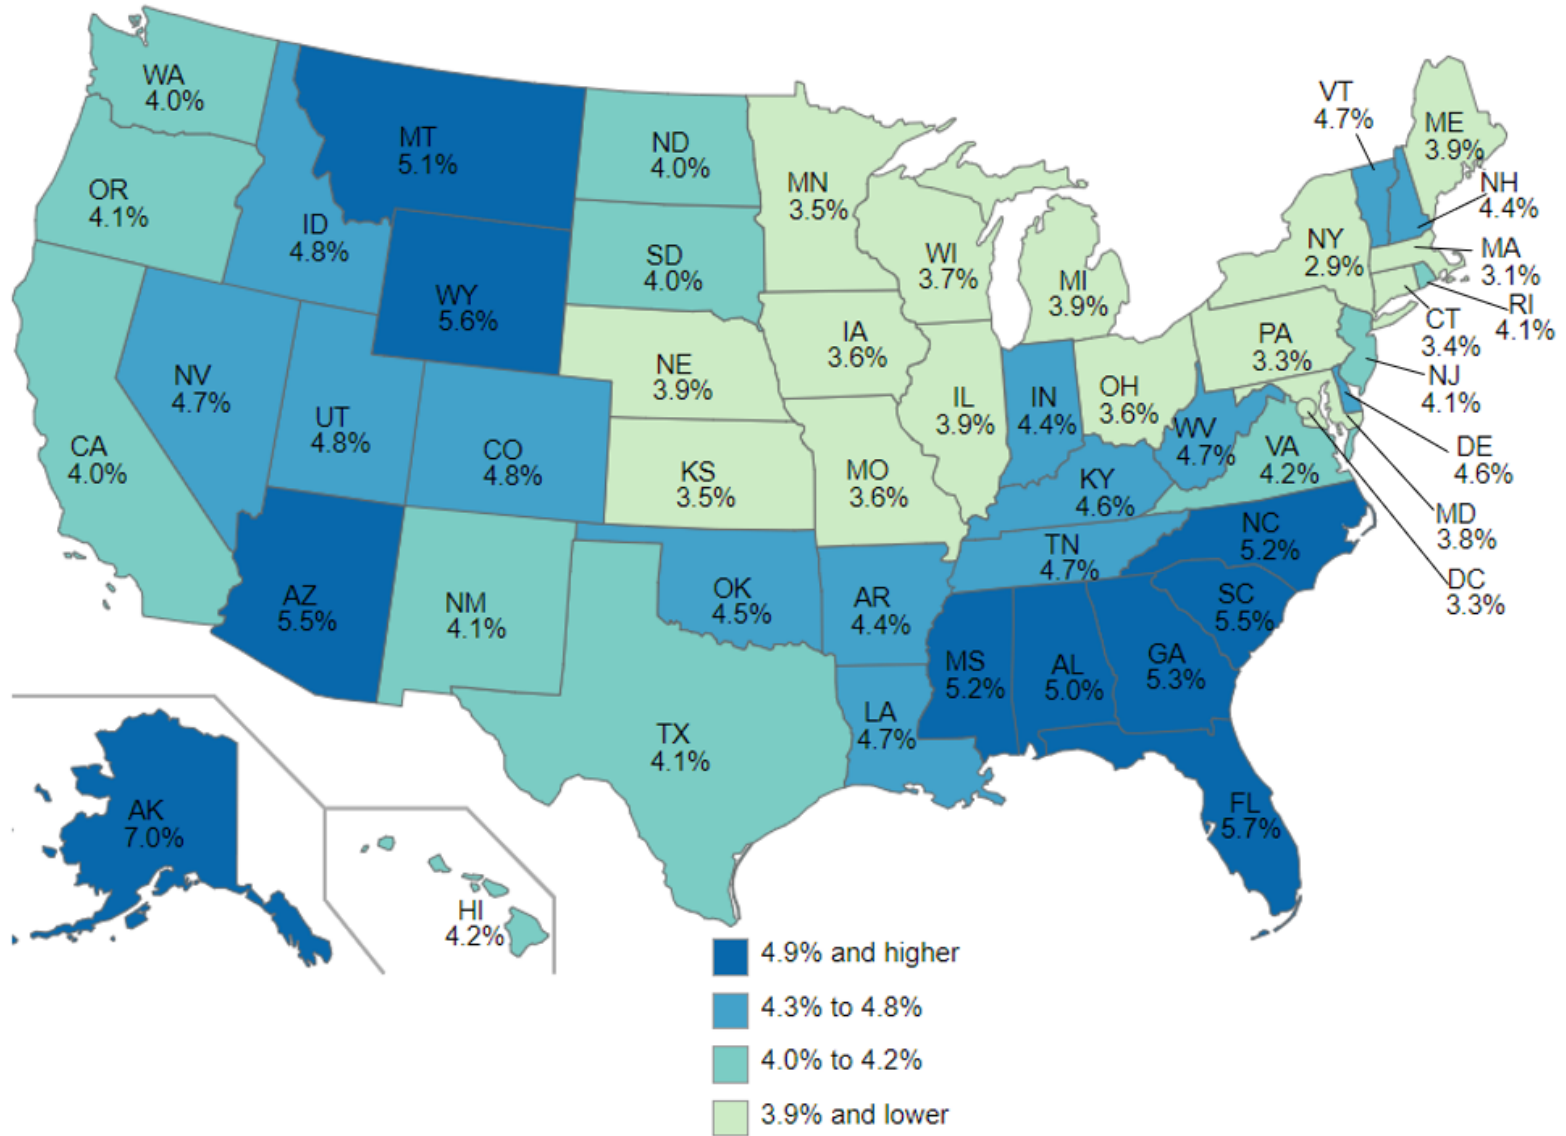 WA
4.0%
OR
4.1%
CA
4.0%
ID
4.8%
NV
4.7%
MT
5.1%
WY
5.6%
UT
4.8%
CO
4.8%
AZ
5.5%
NM
4.1%
ND
4.0%
SD
4.0%
NE
3.9%
KS
3.5%
OK
4.5%
TX
4.1%
MN
3.5%
IA
3.6%
MO
3.6%
AR
4.4%
LA
4.7%
WI
3.7%
IL
3.9%
MI
3.9%
IN
4.4%
OH
3.6%
KY
4.6%
TN
4.7%
MS
5.2%
AL
5.0%
GA
5.3%
FL
5.7%
SC
5.5%
NC
5.2%
VA
4.2%
WV
4.7%
PA
3.3%
NY
2.9%
VT
4.7%
ME
3.9%
NH
4.4%
MA
3.1%
RI
4.1%
CT
3.4%
NJ
4.1%
DE
4.6%
MD
3.8%
DC
3.3%
AK
7.0%
HI
4.2%
4.9% and higher
4.3% to 4.8%
4.0% to 4.2%
3.9% and lower